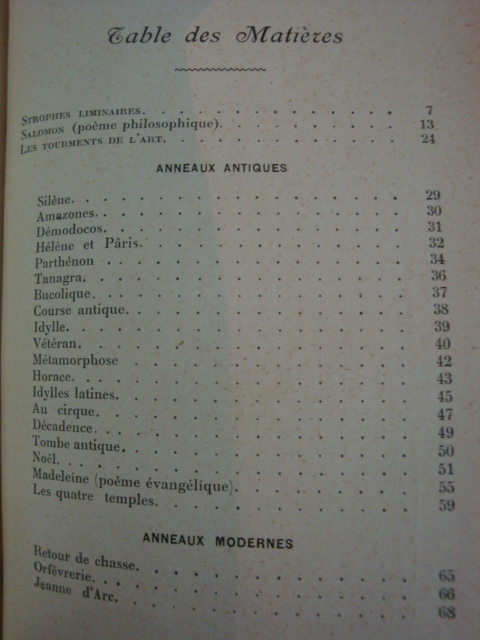 Table des Matières
STROPHES LIMINAIRES. . . . . . . . . . . . 7
SALOMON (poème philosophique). . . . . . . . . 13
LES TOURMENTS DE L'ART. . . . . . . . . . . 24
ANNEAUX ANTIQUES
Silène. . . . . . . . . . . . . . . 29
Amazones. . . . . . . . . . . . . . 30
Démodocos. . . . . . . . . . . . . . 31
Hélène et Pâris. . . . . . . . . . . . 32
Parthénon . . . . . . . . . . . . . 34
Tanagra. . . . . . . . . . . . . . 36
Bucolique. . . . . . . . . . . . . . 37
Course antique. . . . . . . . . . . . 38
Idylle. . . . . . . . . . . . . . . 39
Vétéran. . . . . . . . . . . . . . 40
Métamorphose . . . . . . . . . . . . 42
Horace. . . . . . . . . . . . . . . 43
Idylles latines. . . . . . . . . . . . 45
Au cirque. . . . . . . . . . . . . . 47
Décadence. . . . . . . . . . . . . . 49
Tombe antique. . . . . . . . . . . . 50
Noël. . . . . . . . . . . . . . . 51
Madeleine (poème évangélique). . . . . . . . 55
Les quatre temples. . . . . . . . . . . 59
ANNEAUX MODERNES
Retour de chasse. . . . . . . . . . . . 65
Orfèvrerie. . . . . . . . . . . . . . 66
Jeanne d'Arc. . . . . . . . . . . . . 68